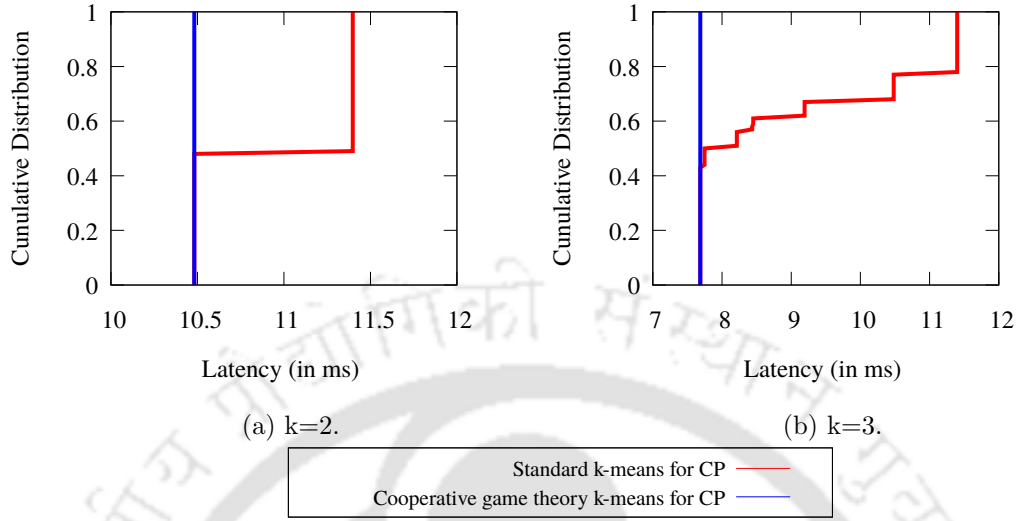 1
0.8
0.6
0.4
0.2
0
Cunulative Distribution
10 10.5 11 11.5 12
Latency (in ms)
(a) k=2.
1
0.8
0.6
0.4
0.2
0
Cunulative Distribution
7 8 9 10 11 12
Latency (in ms)
(b) k=3.
Standard k-means for CP
Cooperative game theory k-means for CP